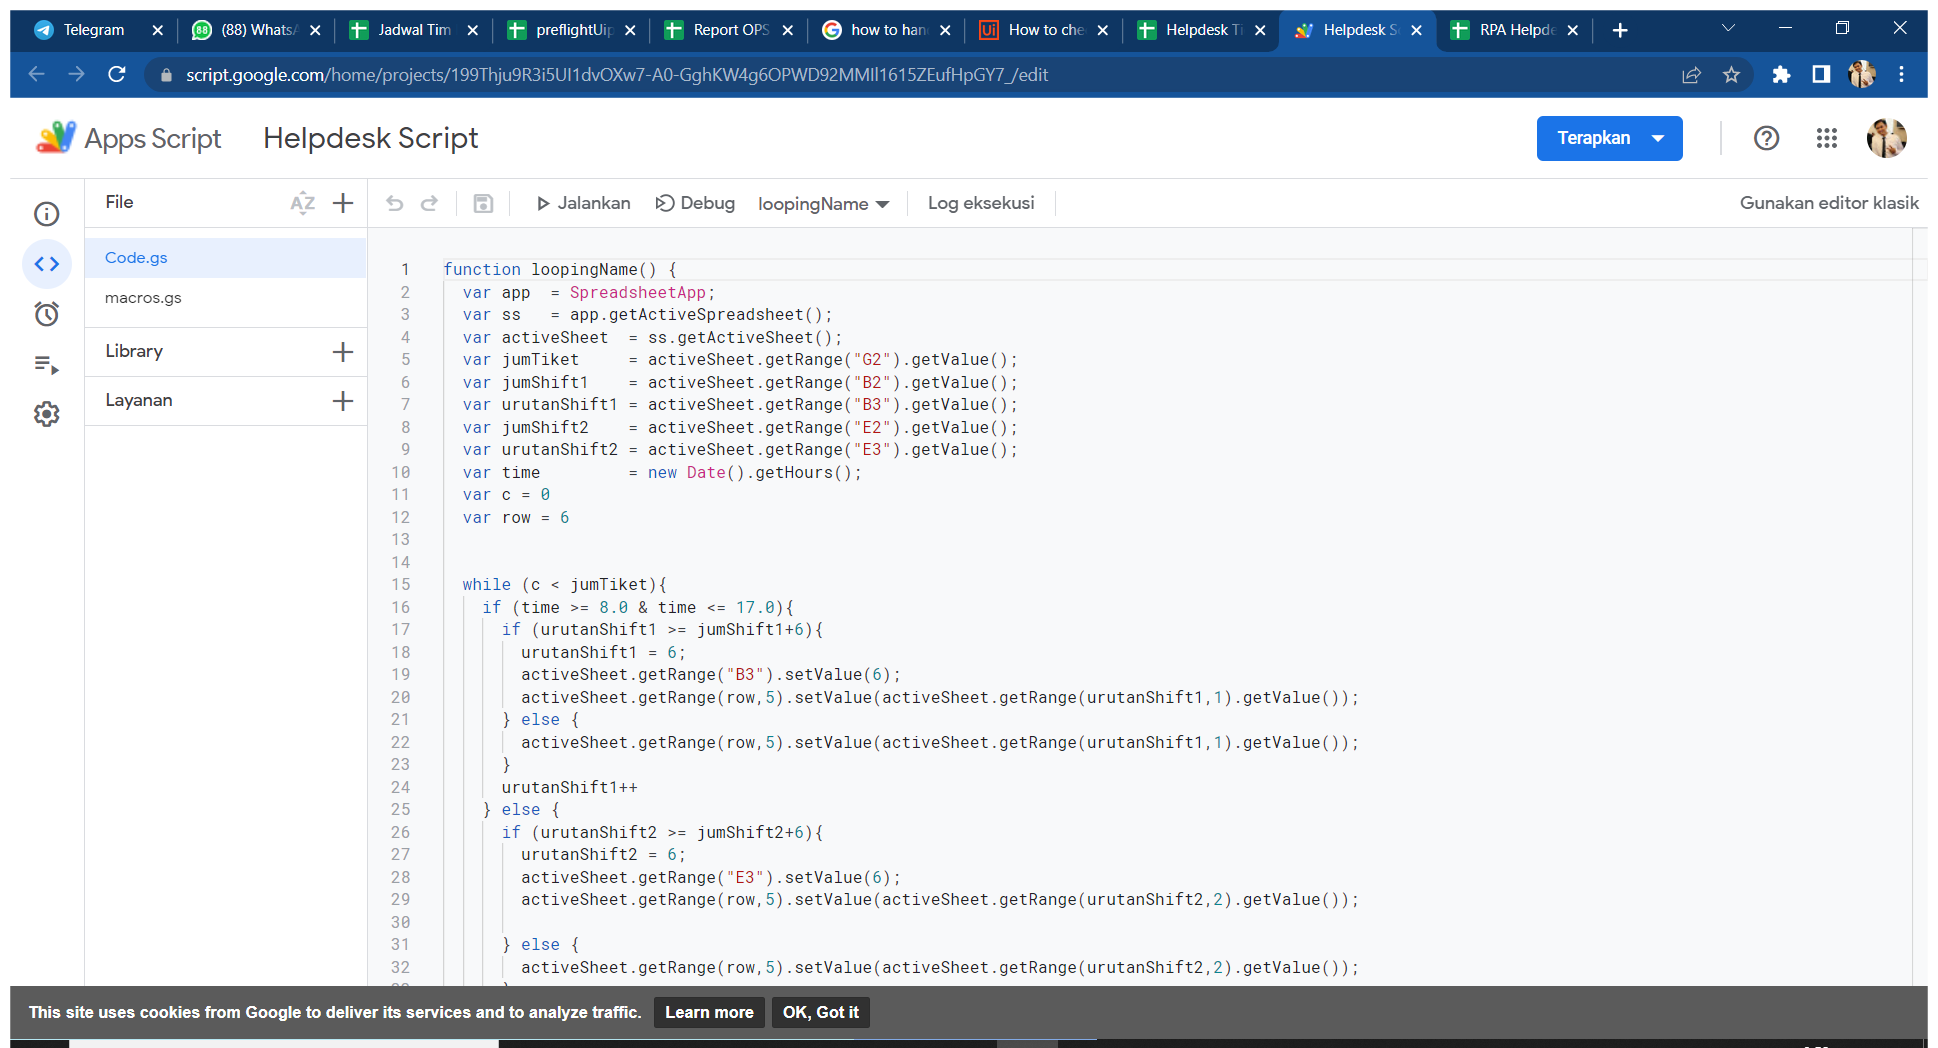 Telegram
(88) WhatsA
Jadwal Tim
preflightUip
Report OPS
how to han
How to che
Helpdesk Ti
Helpdesk S
RPA Helpde
script.google.com/home/projects/199Thju9R3i5UI1dvOXw7-A0-GghKW4g6OPWD92MMIl1615ZEufHpGY7_/edit
Apps Script
Helpdesk Script
Terapkan
File
AZ
Jalankan
Debug
loopingName
Log eksekusi
Gunakan editor klasik
Code.gs
macros.gs
Library
Layanan
1 function loopingName() {
2 var app = SpreadsheetApp;
3 var ss = app.getActiveSpreadsheet();
4 var activeSheet = ss.getActiveSheet();
5 var jumTiket = activeSheet.getRange("G2").getValue();
6 var jumShift1 = activeSheet.getRange("B2").getValue();
7 var urutanShift1 = activeSheet.getRange("B3").getValue();
8 var jumShift2 = activeSheet.getRange("E2").getValue();
9 var urutanShift2 = activeSheet.getRange("E3").getValue();
10 var time = new Date().getHours();
11 var c = 0
12 var row = 6
13
14
15 while (c < jumTiket){
16 if (time >= 8.0 & time <= 17.0){
17 if (urutanShift1 >= jumShift1+6){
18 urutanShift1 = 6;
19 activeSheet.getRange("B3").setValue(6);
20 activeSheet.getRange(row,5).setValue(activeSheet.getRange(urutanShift1,1).getValue());
21 } else {
22 activeSheet.getRange(row,5).setValue(activeSheet.getRange(urutanShift1,1).getValue());
23 }
24 urutanShift1++
25 } else {
26 if (urutanShift2 >= jumShift2+6){
27 urutanShift2 = 6;
28 activeSheet.getRange("E3").setValue(6);
29 activeSheet.getRange(row,5).setValue(activeSheet.getRange(urutanShift2,2).getValue());
30
31 } else {
32 activeSheet.getRange(row,5).setValue(activeSheet.getRange(urutanShift2,2).getValue());
This site uses cookies from Google to deliver its services and to analyze traffic.
Learn more
OK, Got it